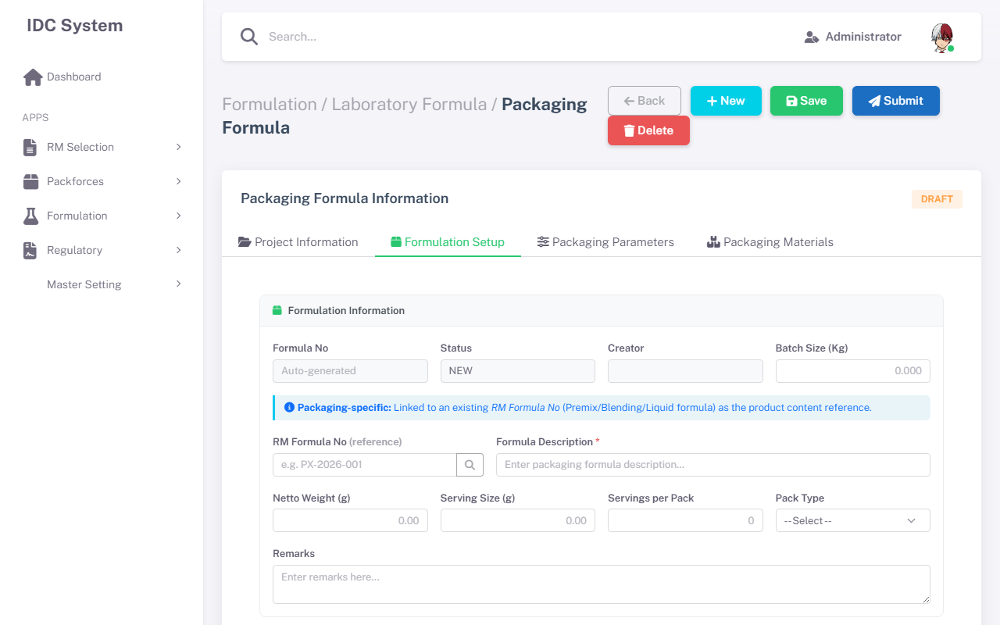 IDC System
Search...
Administrator
Dashboard
APPS
RM Selection
Packforces
Formulation
Regulatory
Master Setting
Formulation / Laboratory Formula / Packaging
Formula
Back
New
Save
Submit
Delete
Packaging Formula Information
DRAFT
Project Information
Formulation Setup
Packaging Parameters
Packaging Materials
Formulation Information
Formula No
Status
Creator
Batch Size (Kg)
Auto-generated
NEW
0.000
Packaging-specific: Linked to an existing RM Formula No (Premix/Blending/Liquid formula) as the product content reference.
RM Formula No (reference)
Formula Description *
e.g. PX-2026-001
Enter packaging formula description...
Netto Weight (g)
Serving Size (g)
Servings per Pack
Pack Type
0.00
0.00
0
-- Select --
Remarks
Enter remarks here...